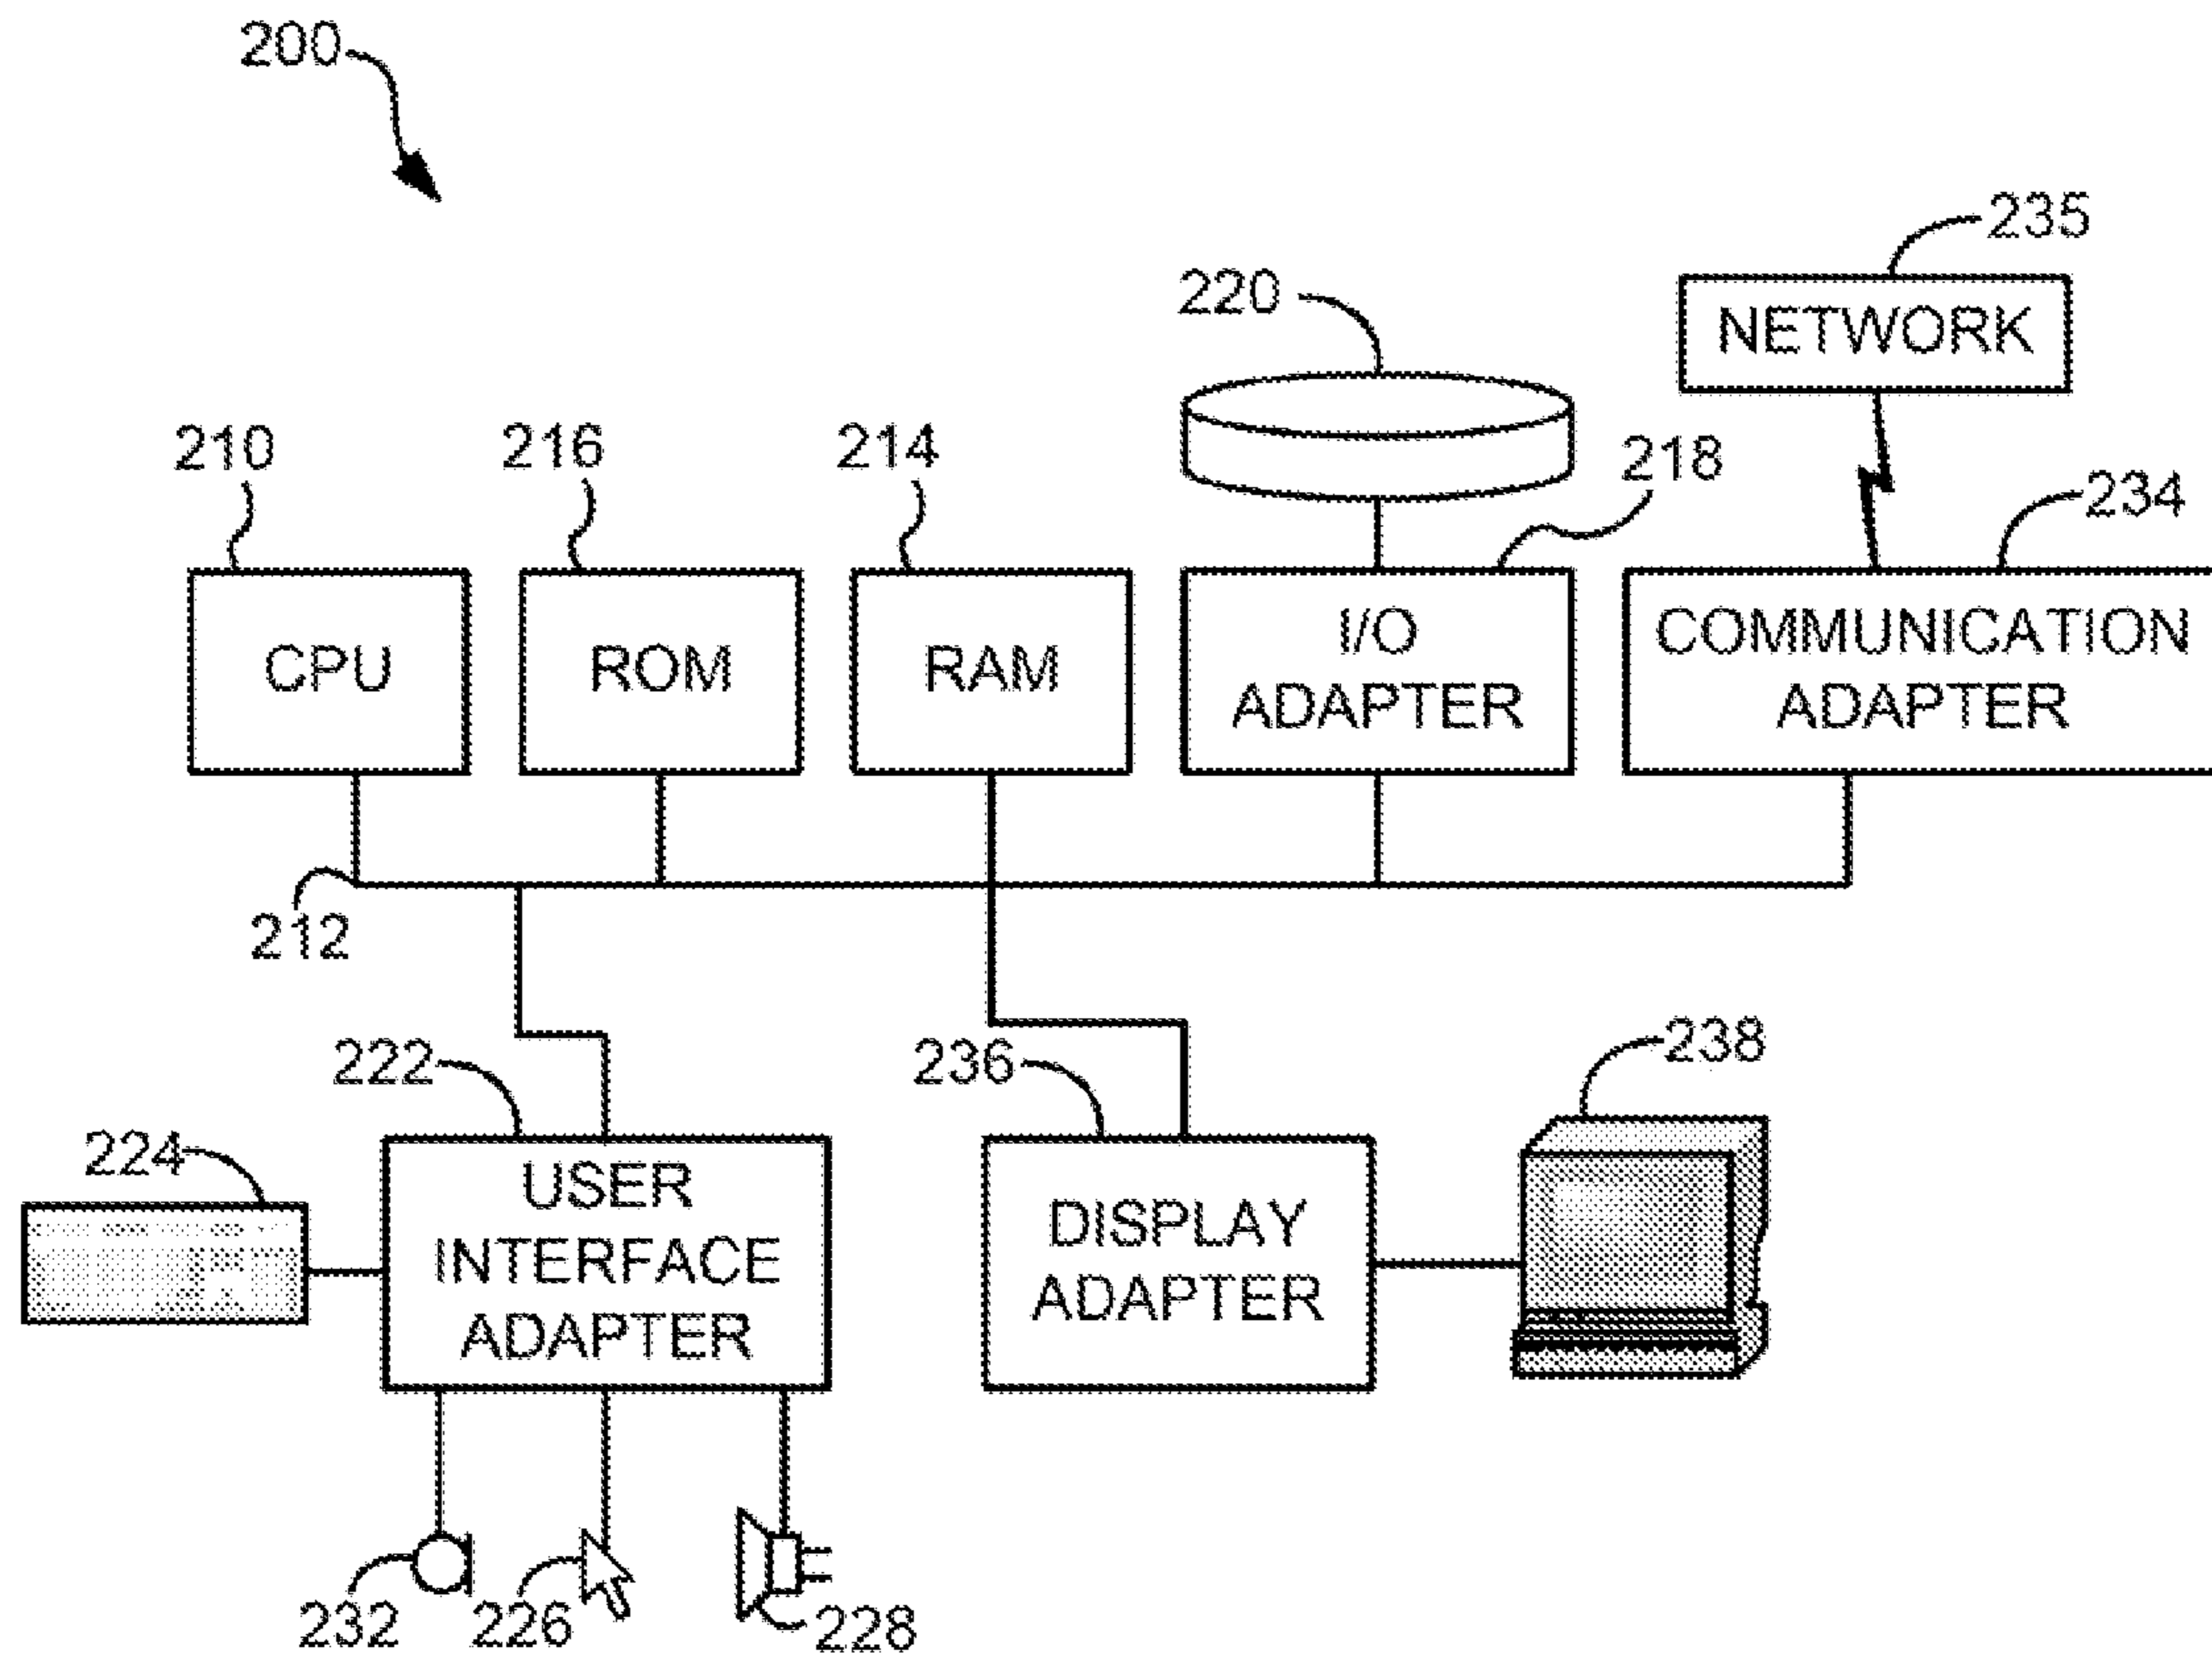 200
235
NETWORK
220
210
216
214
218
234
CPU
ROM
RAM
I/O
ADAPTER
COMMUNICATION
ADAPTER
212
222
236
238
224
USER
INTERFACE
ADAPTER
DISPLAY
ADAPTER
232
226
228